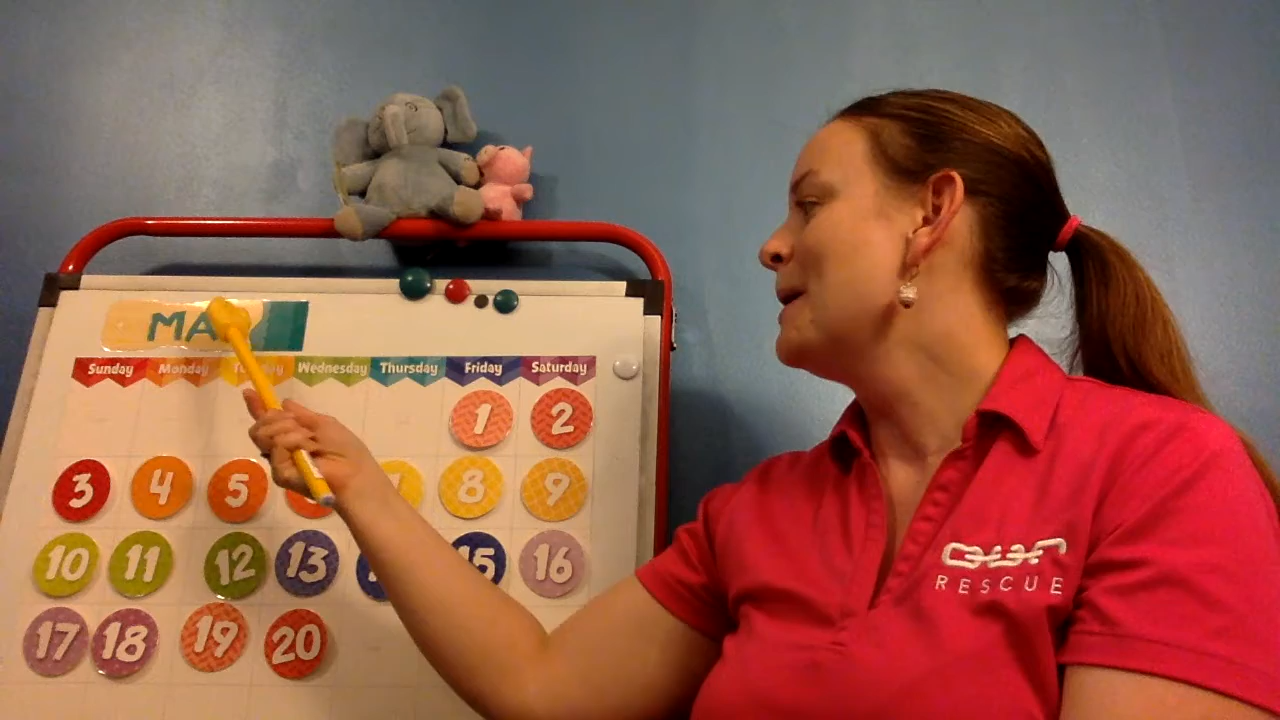 MA
Sunday Monday Tuesday Wednesday Thursday Friday Saturday
1 2
3 4 5 8 9
10 11 12 13 15 16
17 18 19 20
RESCUE